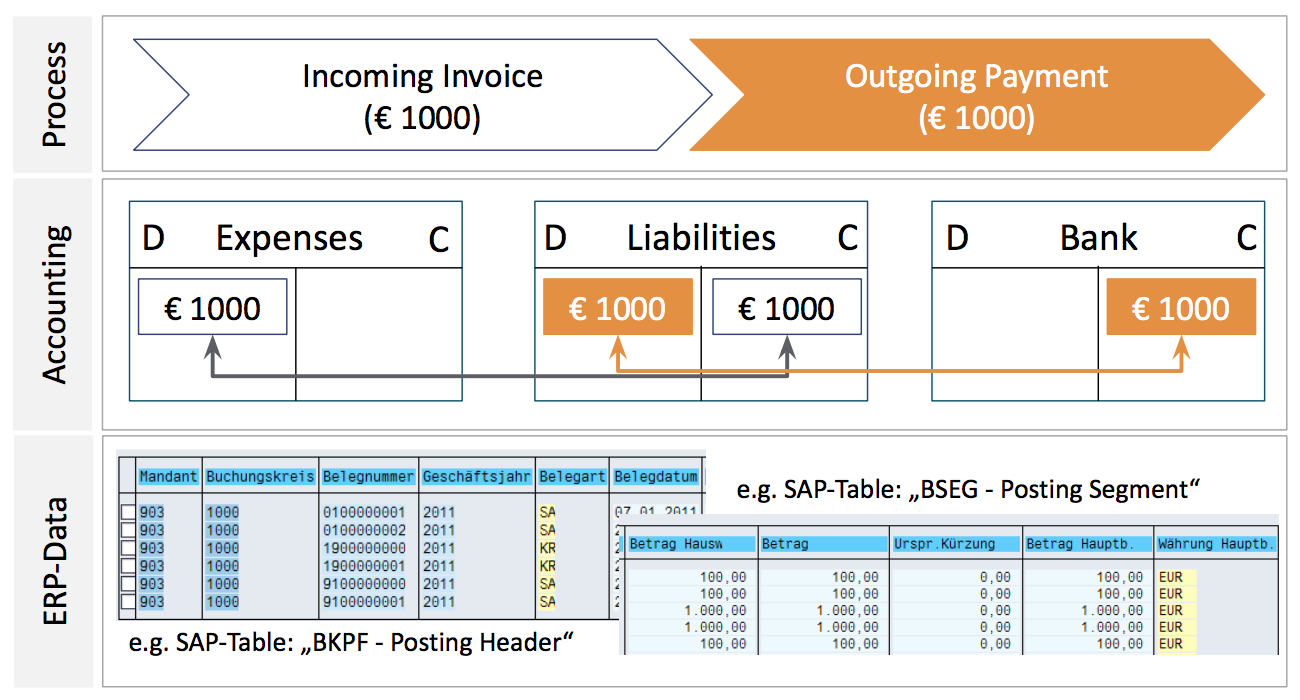 Process
Incoming Invoice
(€ 1000)
Outgoing Payment
(€ 1000)
Accounting
D Expenses C
€ 1000
D Liabilities C
€ 1000 € 1000
D Bank C
€ 1000
ERP-Data
Mandant Buchungskreis Belegnummer Geschäftsjahr Belegart Belegdatum
903 1000 0100000001 2011 SA 07.01.2011
903 1000 0100000002 2011 SA
903 1000 1900000000 2011 KR
903 1000 1900000001 2011 KR
903 1000 9100000000 2011 SA
903 1000 9100000001 2011 SA
e.g. SAP-Table: „BKPF - Posting Header“
e.g. SAP-Table: „BSEG - Posting Segment“
Betrag Hausw Betrag Urspr.Kürzung Betrag Hauptb. Währung Hauptb.
100,00 100,00 0,00 100,00 EUR
100,00 100,00 0,00 100,00 EUR
1.000,00 1.000,00 0,00 1.000,00 EUR
1.000,00 1.000,00 0,00 1.000,00 EUR
100,00 100,00 0,00 100,00 EUR